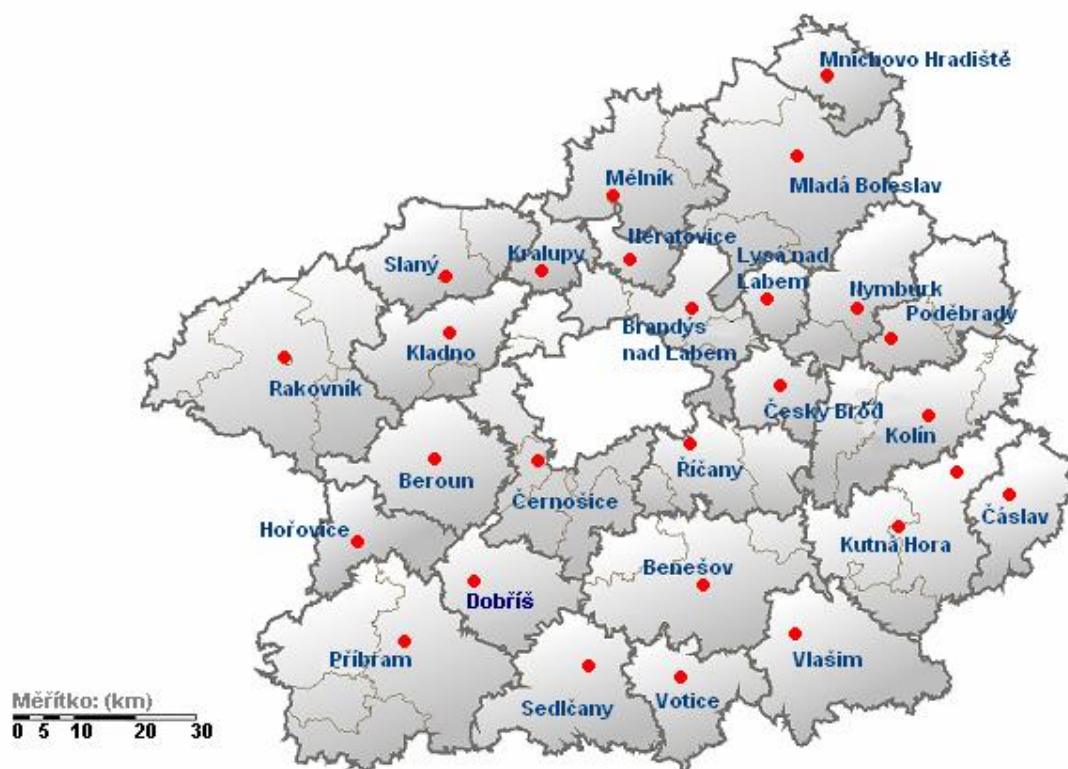 Mnichovo Hradiště
Mělník
Mladá Boleslav
Neratovice
Kralupy
Slaný
Lysá nad
Labem
Nymburk
Poděbrady
Brandýs
nad Labem
Kladno
Rakovník
Česky Brod
Kolín
Beroun
Říčany
Černošice
Čáslav
Hořovice
Kutná Hora
Benešov
Dobříš
Příbram
Vlašim
Sedlčany
Votice
Měřítko: (km)
0 5 10 20 30